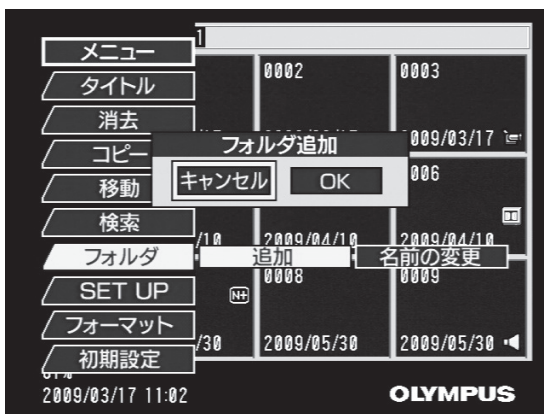 1
メニュー
タイトル
0002
0003
消去
フォルダ追加
2009/03/17
コピー
キャンセル
OK
移動
006
検索
/10
2009/04/10
2009/04/10
フォルダ
追加
名前の変更
SET UP
0008
0009
N+
フォーマット
/30
2009/05/30
2009/05/30
初期設定
2009/03/17 11:02
OLYMPUS